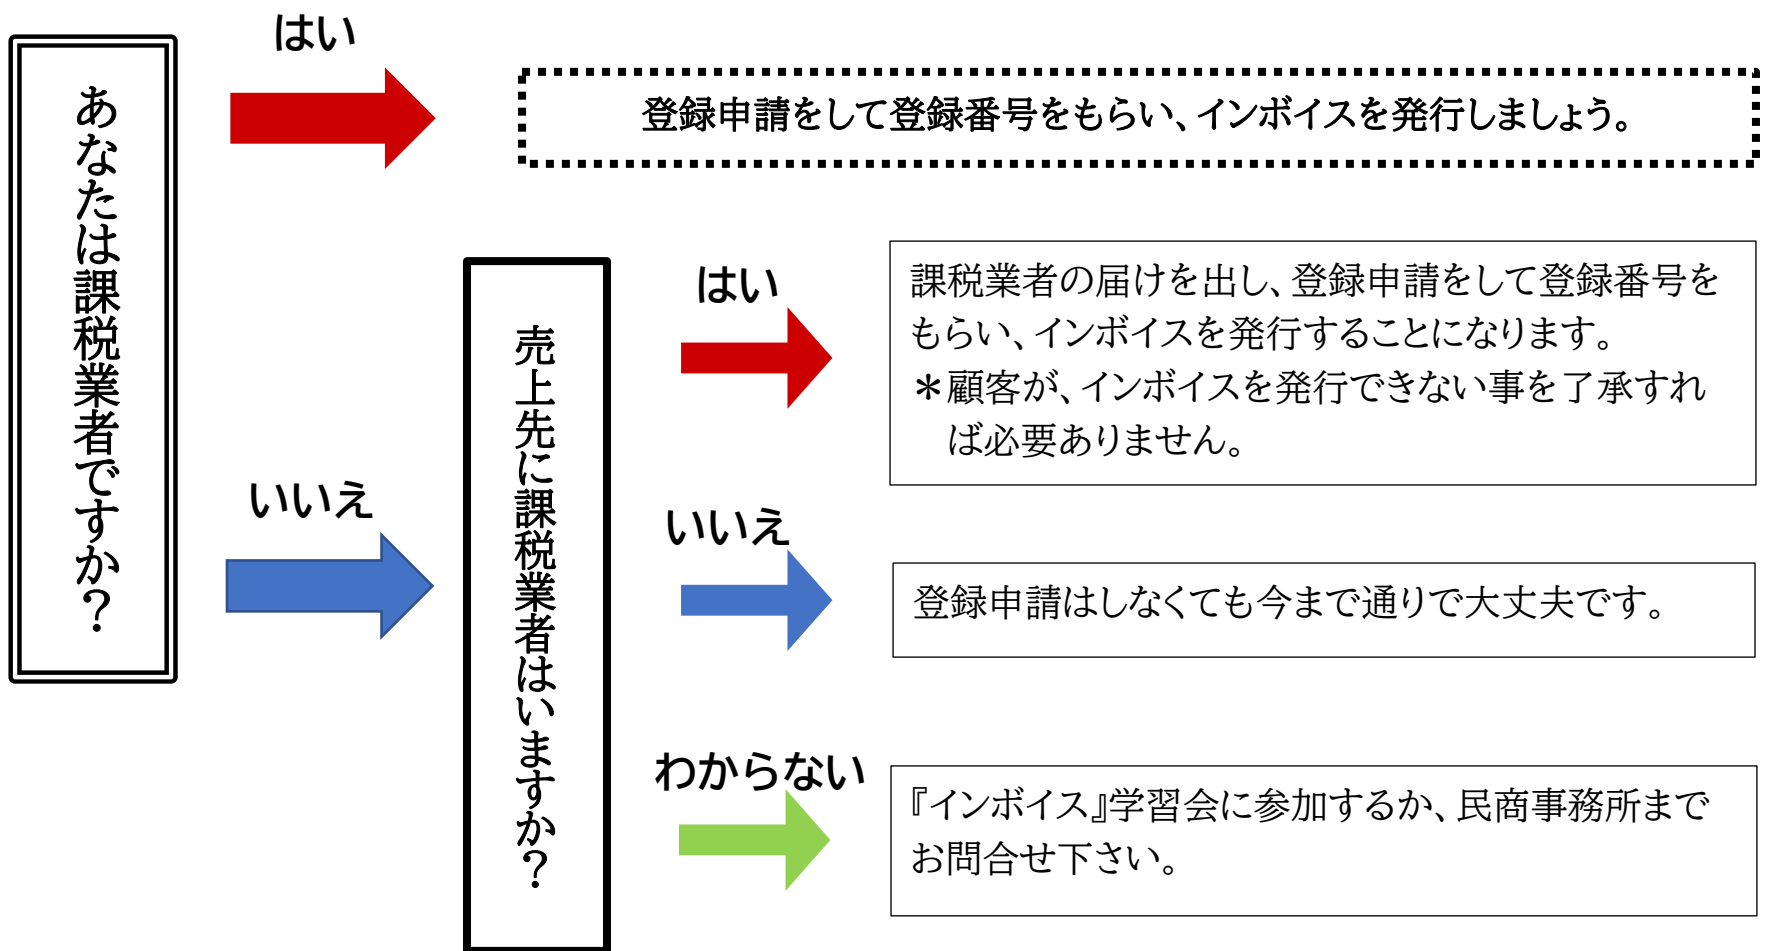 あなたは課税業者ですか？
はい
登録申請をして登録番号をもらい、インボイスを発行しましょう。
いいえ
売上先に課税業者はいますか？
はい
課税業者の届けを出し、登録申請をして登録番号を
もらい、インボイスを発行することになります。
＊顧客が、インボイスを発行できない事を了承すれ
ば必要ありません。
いいえ
登録申請はしなくても今まで通りで大丈夫です。
わからない
『インボイス』学習会に参加するか、民商事務所まで
お問合せ下さい。